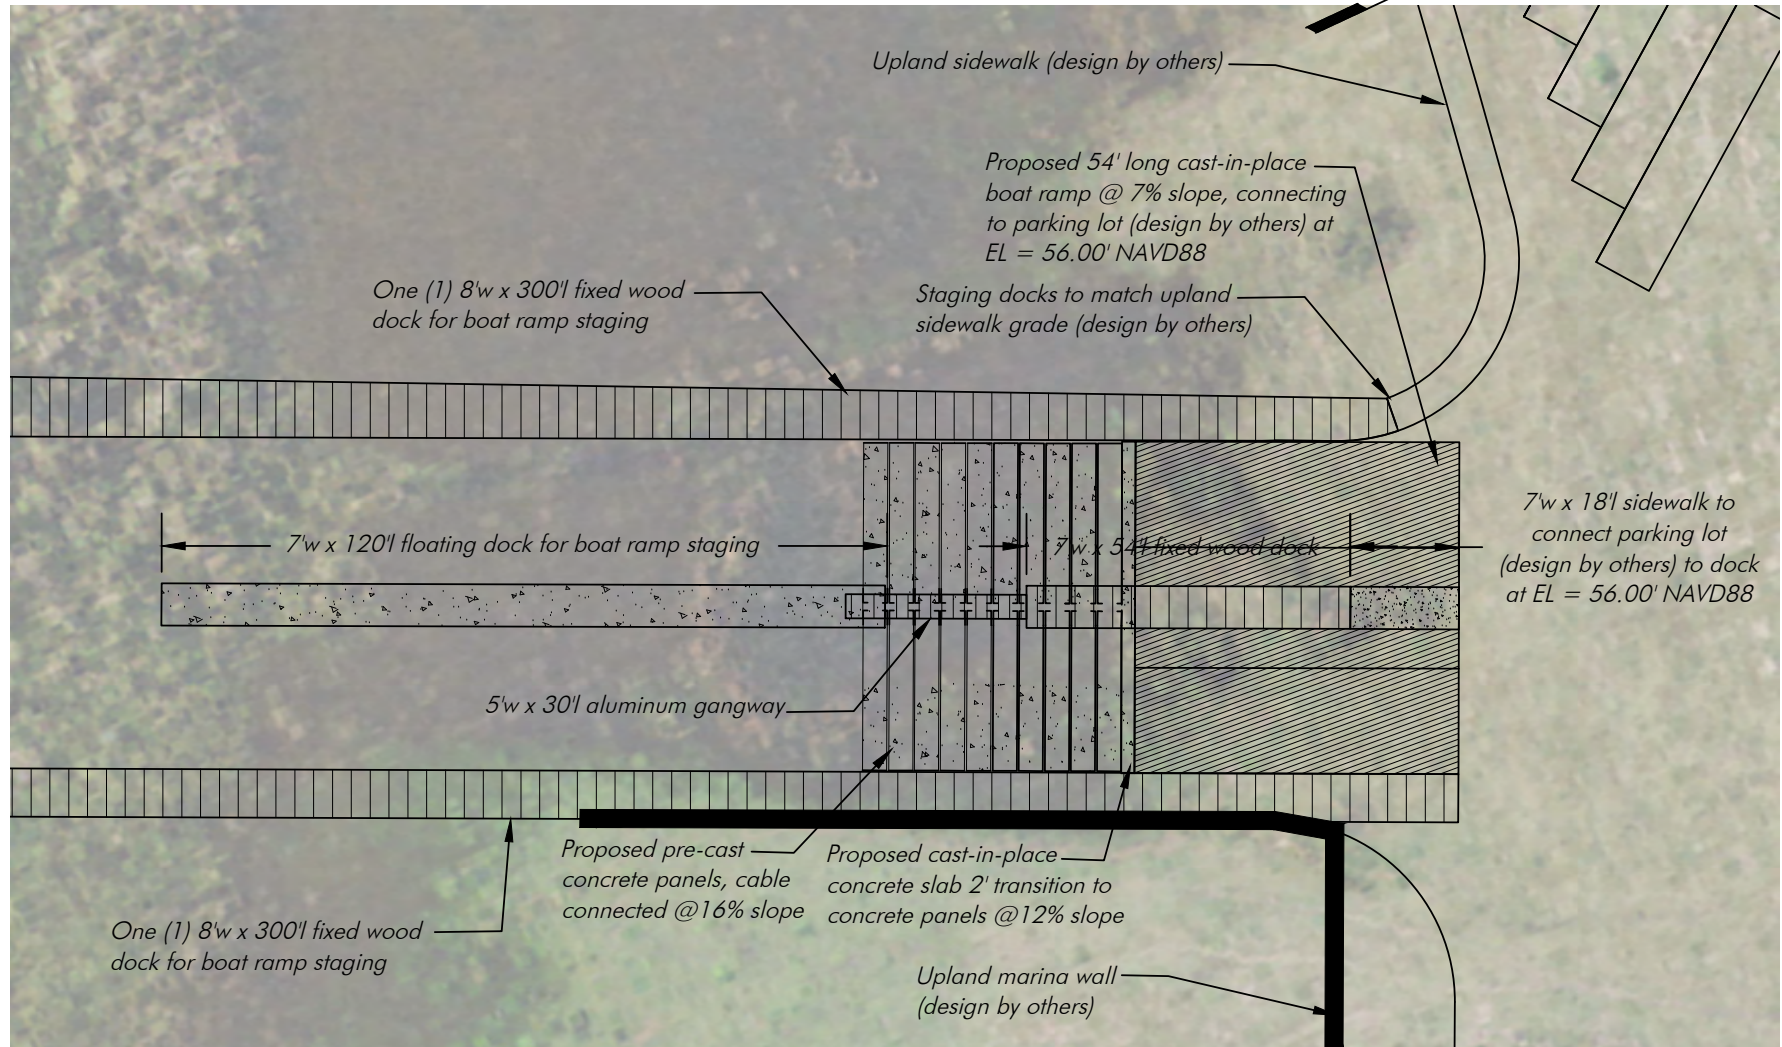 Upland sidewalk (design by others)
Proposed 54' long cast-in-place
boat ramp @ 7% slope, connecting
to parking lot (design by others) at
EL = 56.00' NAVD88
One (1) 8'w x 300'l fixed wood
dock for boat ramp staging
Staging docks to match upland
sidewalk grade (design by others)
7'w x 120'l floating dock for boat ramp staging
7'w x 54'l fixed wood dock
7'w x 18'l sidewalk to
connect parking lot
(design by others) to dock
at EL = 56.00' NAVD88
5'w x 30'l aluminum gangway
Proposed pre-cast
concrete panels, cable
connected @16% slope
Proposed cast-in-place
concrete slab 2' transition to
concrete panels @12% slope
One (1) 8'w x 300'l fixed wood
dock for boat ramp staging
Upland marina wall
(design by others)